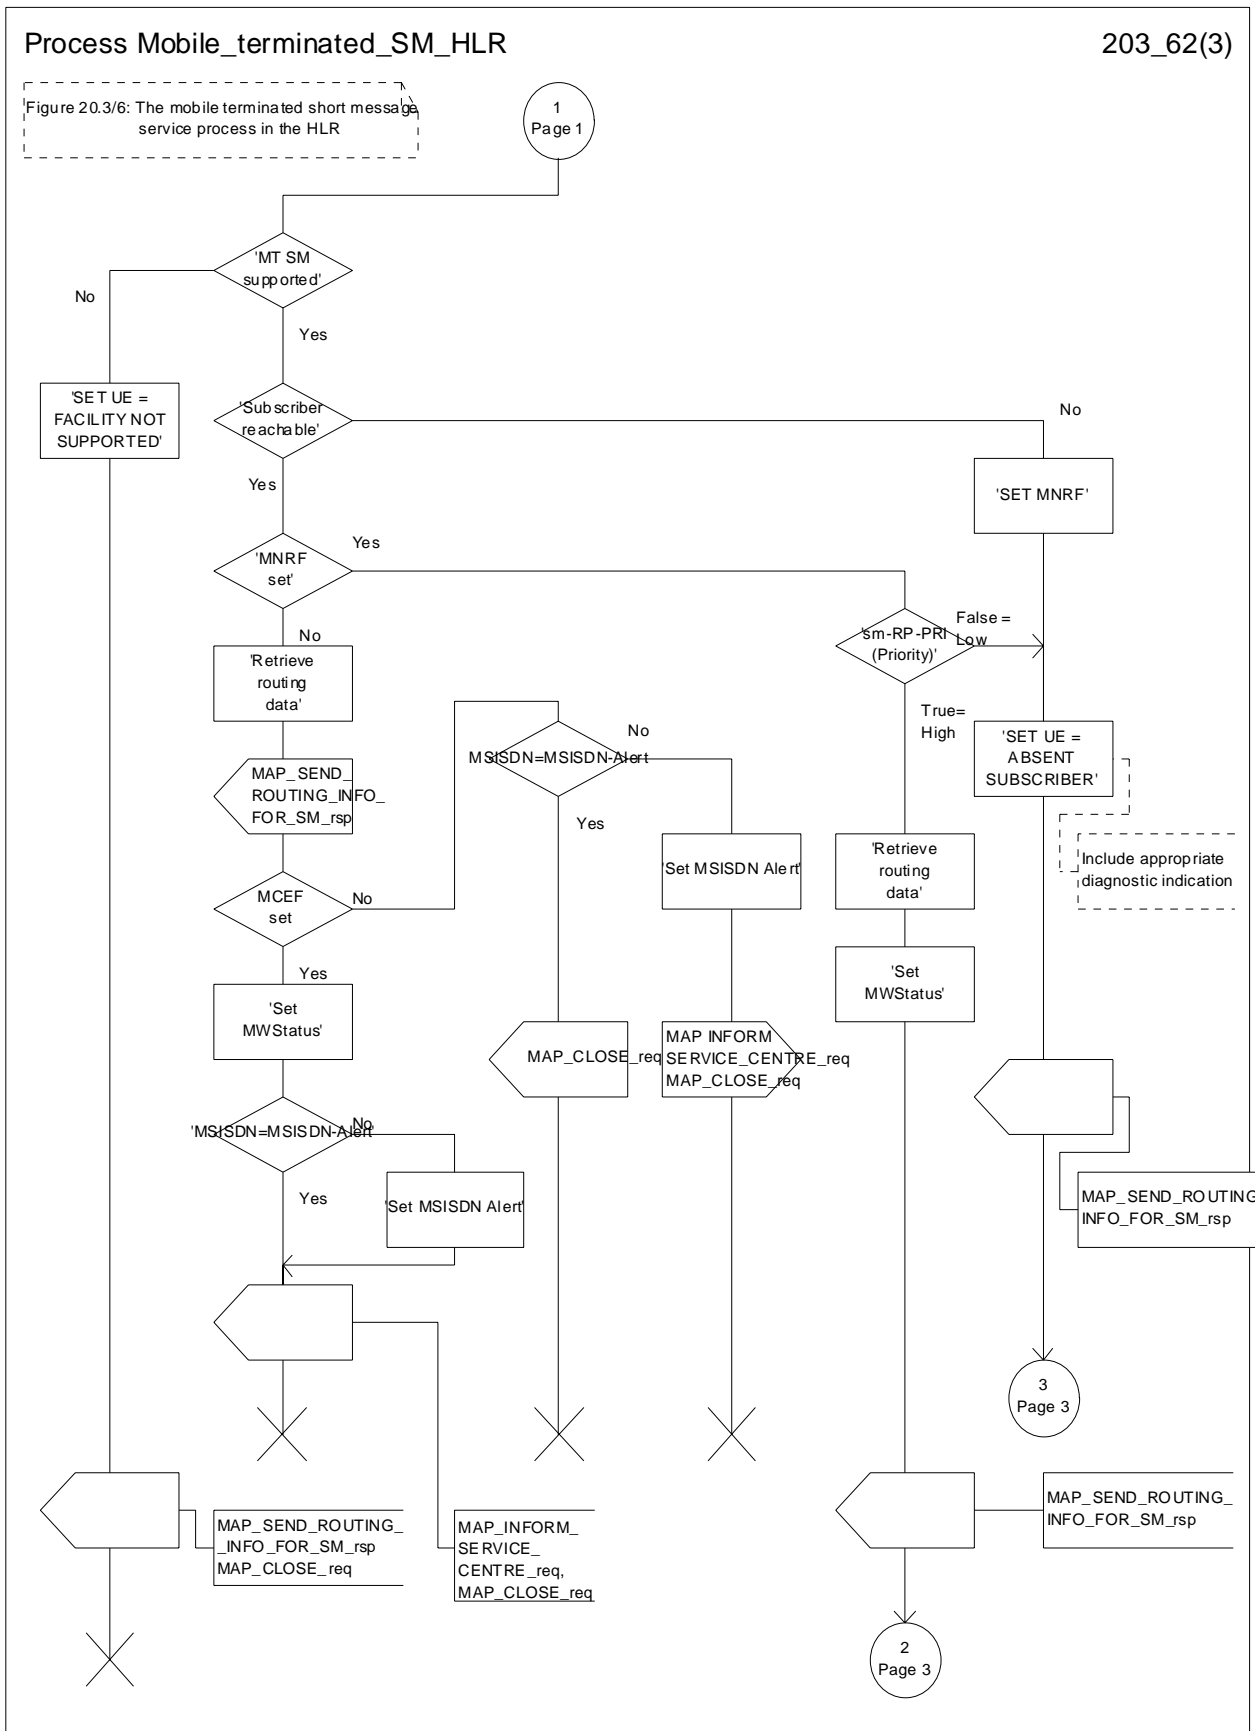 Process Mobile_terminated_SM_HLR
203_62(3)
Figure 20.3/6: The mobile terminated short message
service process in the HLR
1
Page 1
'MT SM
supported'
No
Yes
'SET UE =
FACILITY NOT
SUPPORTED'
'Subscriber
reachable'
No
Yes
'SET MNRF'
'MNRF
set'
Yes
No
'sm-RP-PRI
(Priority)'
False =
Low
True=
High
'Retrieve
routing
data'
MSISDN=MSISDN-Alert
No
Yes
'SET UE =
ABSENT
SUBSCRIBER'
MAP_SEND_
ROUTING_INFO_
FOR_SM_rsp
'Set MSISDN Alert'
'Retrieve
routing
data'
Include appropriate
diagnostic indication
MCEF
set
No
Yes
'Set
MWStatus'
'Set
MWStatus'
MAP_CLOSE_req
MAP INFORM
SERVICE_CENTRE_req
MAP_CLOSE_req
'MSISDN=MSISDN-Alert'
No
Yes
'Set MSISDN Alert'
MAP_SEND_ROUTING
INFO_FOR_SM_rsp
3
Page 3
MAP_SEND_ROUTING_
_INFO_FOR_SM_rsp
MAP_CLOSE_req
MAP_INFORM_
SERVICE_
CENTRE_req,
MAP_CLOSE_req
MAP_SEND_ROUTING_
INFO_FOR_SM_rsp
2
Page 3